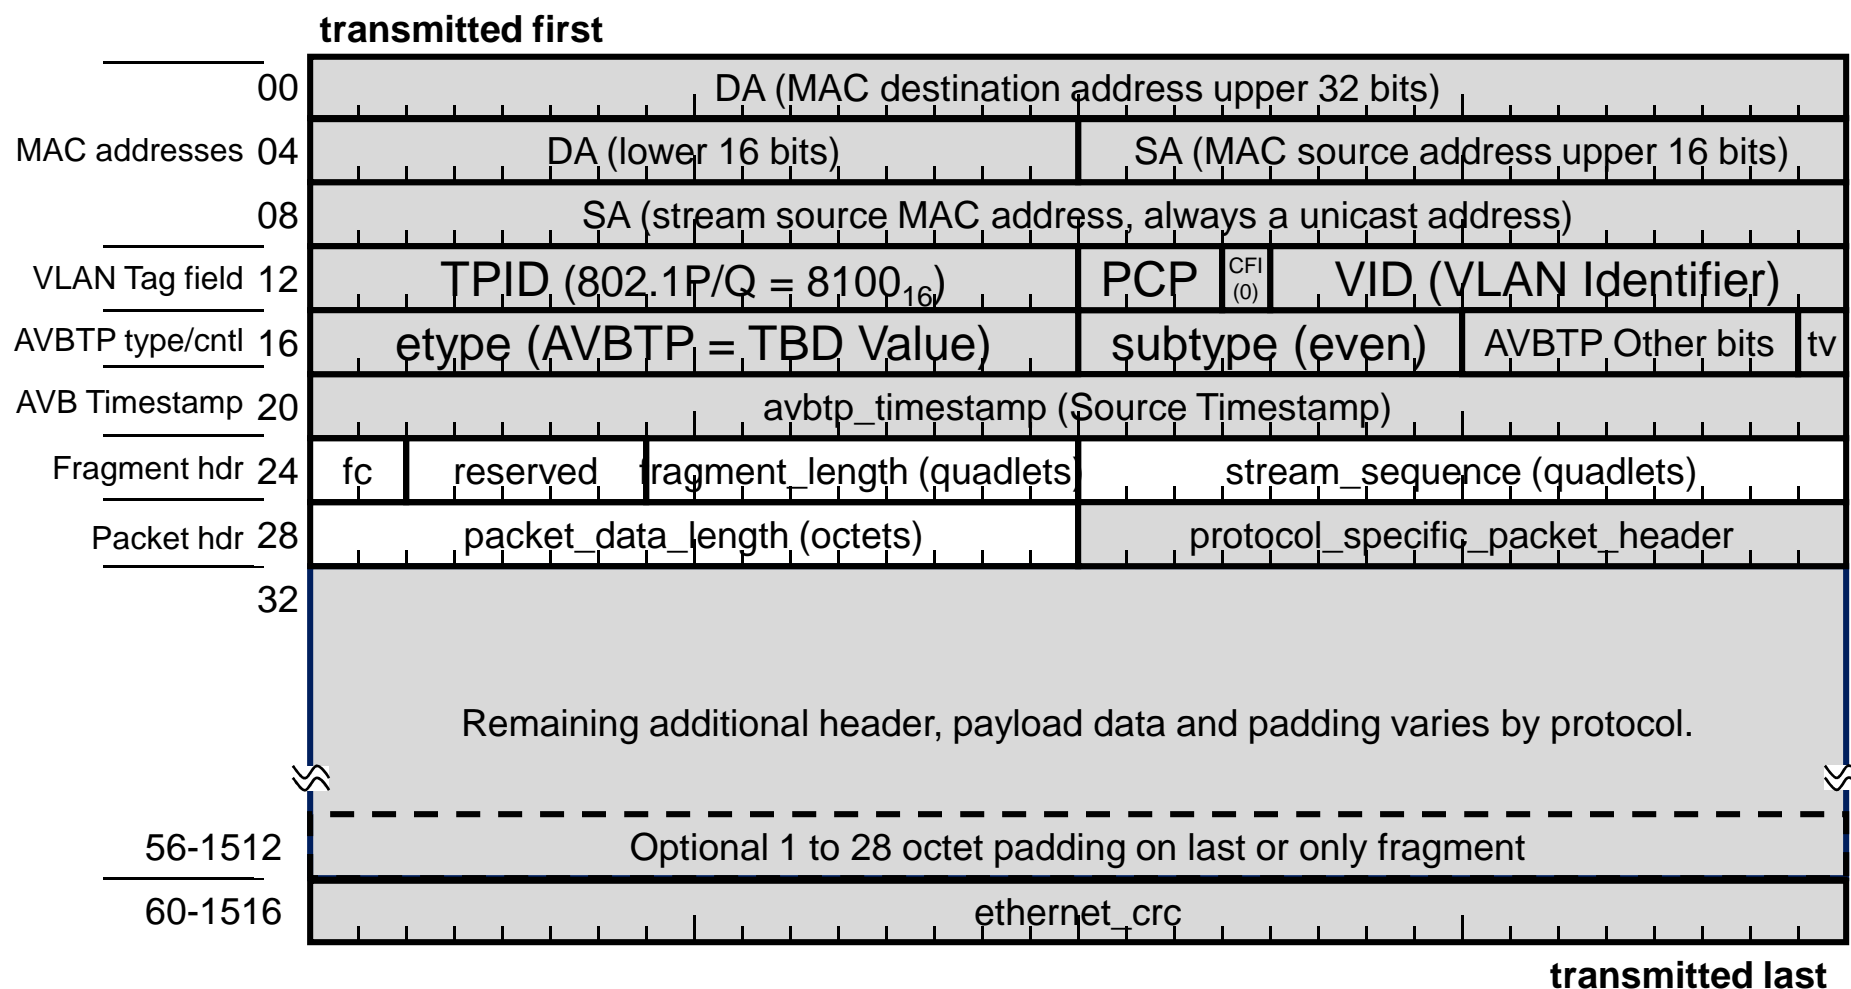 transmitted first
00 DA (MAC destination address upper 32 bits)
MAC addresses 04 DA (lower 16 bits) SA (MAC source address upper 16 bits)
08 SA (stream source MAC address, always a unicast address)
VLAN Tag field 12 TPID (802.1P/Q = 8100₁₆) PCP CFI (0) VID (VLAN Identifier)
AVBTP type/cntl 16 etype (AVBTP = TBD Value) subtype (even) AVBTP Other bits tv
AVB Timestamp 20 avbtp_timestamp (Source Timestamp)
Fragment hdr 24 fc reserved fragment_length (quadlets) stream_sequence (quadlets)
Packet hdr 28 packet_data_length (octets) protocol_specific_packet_header
32
Remaining additional header, payload data and padding varies by protocol.
56-1512 Optional 1 to 28 octet padding on last or only fragment
60-1516 ethernet_crc
transmitted last